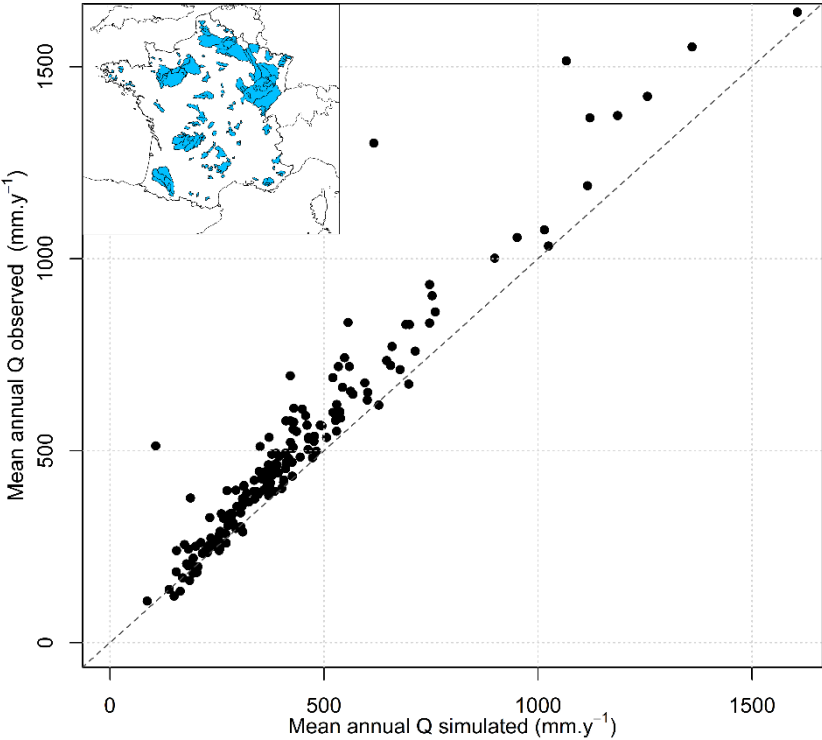 1500
1000
500
0
Mean annual Q observed (mm.y⁻¹)
0 500 1000 1500
Mean annual Q simulated (mm.y⁻¹)